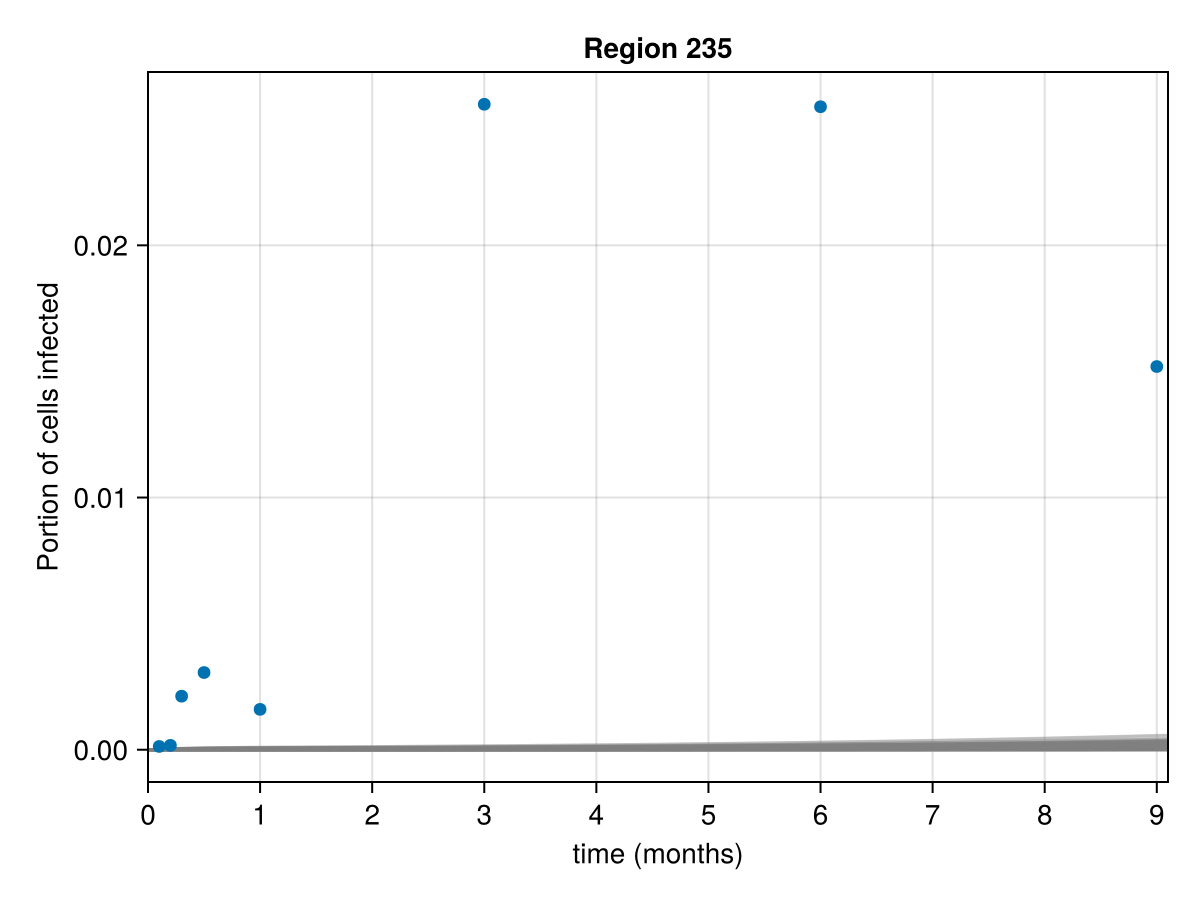 Region 235
Portion of cells infected
0.02
0.01
0.00
0 1 2 3 4 5 6 7 8 9
time (months)